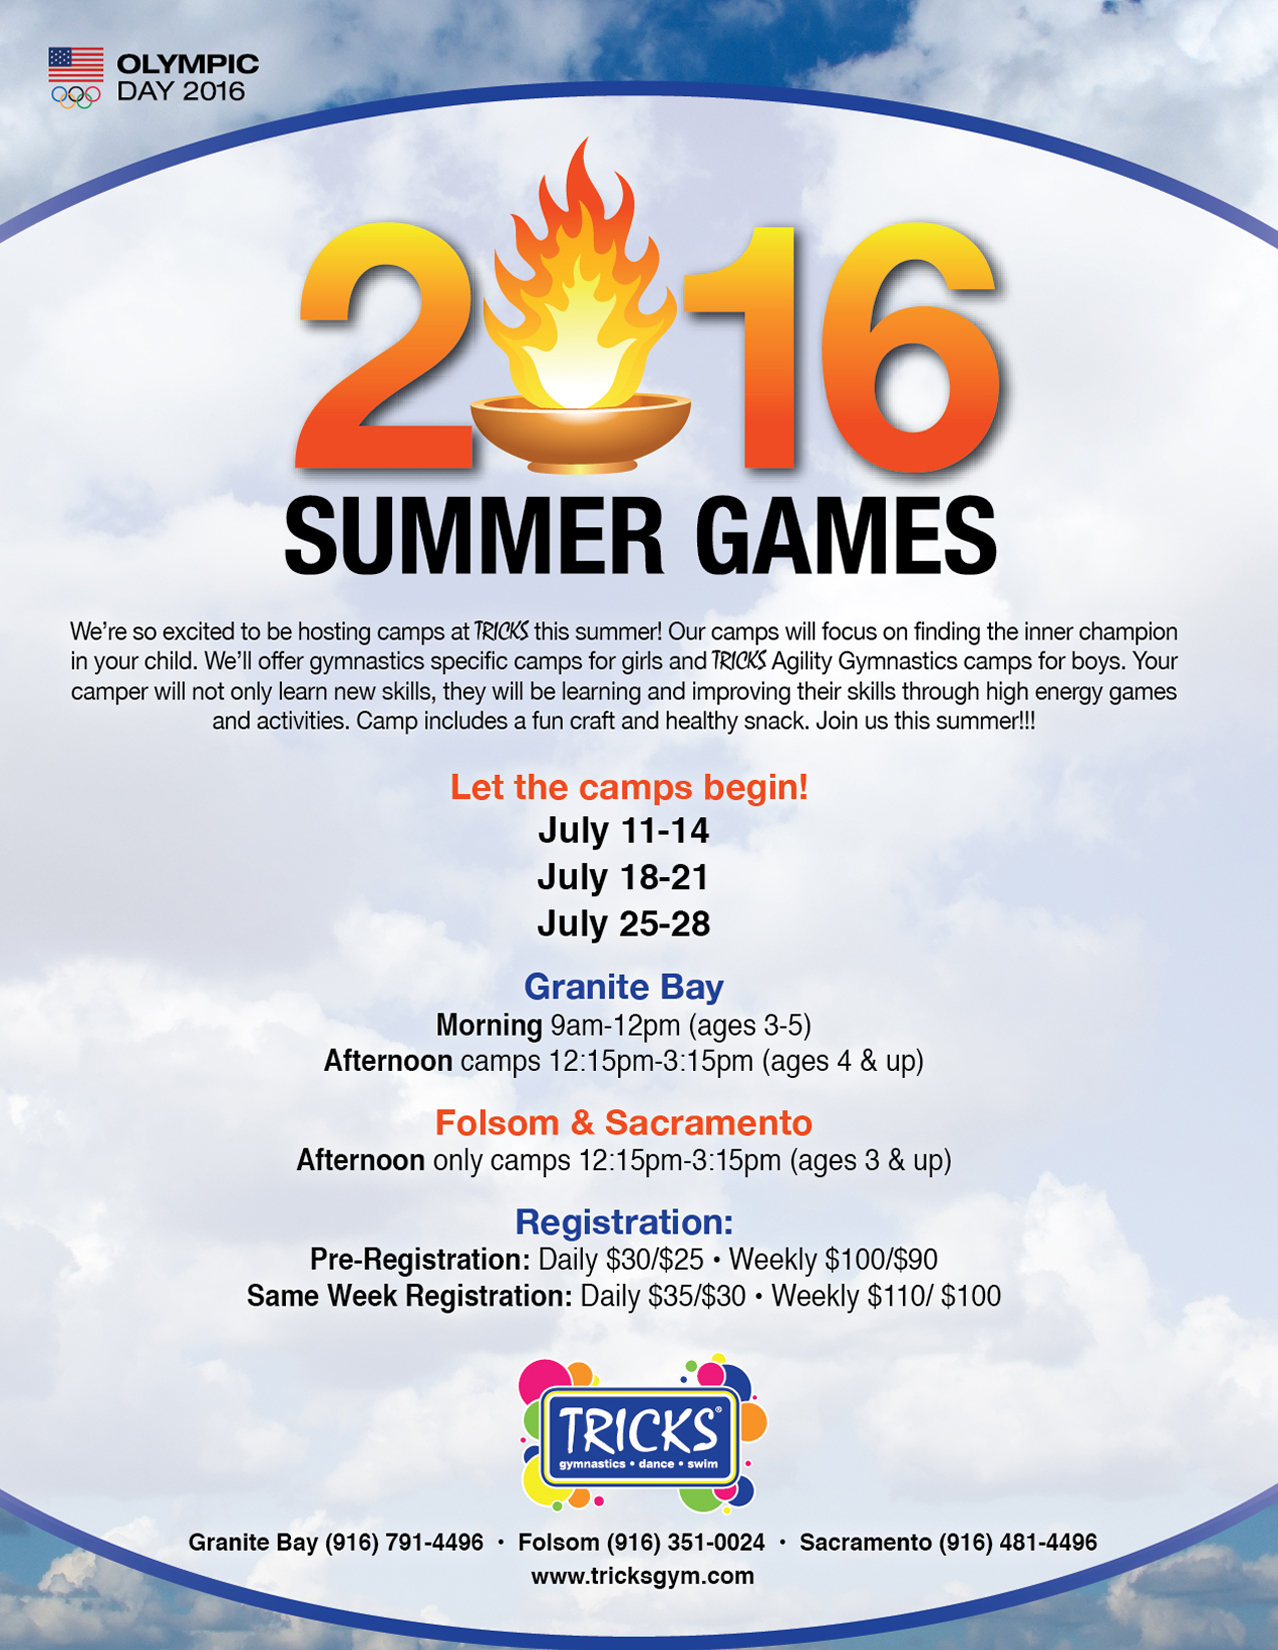 OLYMPIC
DAY 2016
2016
SUMMER GAMES
We're so excited to be hosting camps at TRICKS this summer! Our camps will focus on finding the inner champion
in your child. We'll offer gymnastics specific camps for girls and TRICKS Agility Gymnastics camps for boys. Your
camper will not only learn new skills, they will be learning and improving their skills through high energy games
and activities. Camp includes a fun craft and healthy snack. Join us this summer!!!
Let the camps begin!
July 11-14
July 18-21
July 25-28
Granite Bay
Morning 9am-12pm (ages 3-5)
Afternoon camps 12:15pm-3:15pm (ages 4 & up)
Folsom & Sacramento
Afternoon only camps 12:15pm-3:15pm (ages 3 & up)
Registration:
Pre-Registration: Daily $30/$25 • Weekly $100/$90
Same Week Registration: Daily $35/$30 • Weekly $110/ $100
TRICKS®
gymnastics • dance • swim
Granite Bay (916) 791-4496 • Folsom (916) 351-0024 • Sacramento (916) 481-4496
www.tricksgym.com